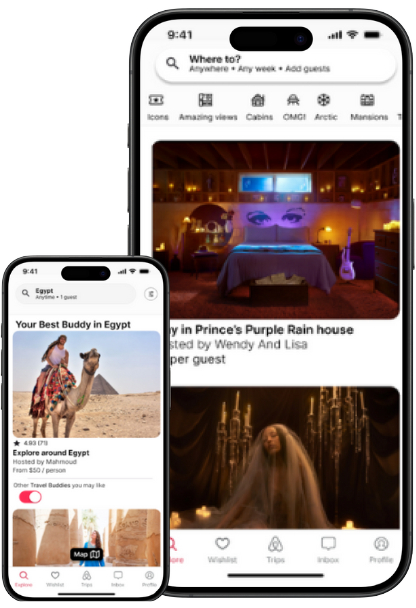 9:41
Where to?
Anywhere • Any week • Add guests
Icons
Amazing views
Cabins
OMG!
Arctic
Mansions
y in Prince's Purple Rain house
sted by Wendy And Lisa
per guest
Wishlist
Trips
Inbox
Profile
9:41
Egypt
Anytime • 1 guest
Your Best Buddy in Egypt
4.93 (71)
Explore around Egypt
Hosted by Mahmoud
From $50 / person
Other Travel Buddies you may like
Map
Explore
Wishlist
Trips
Inbox
Profile